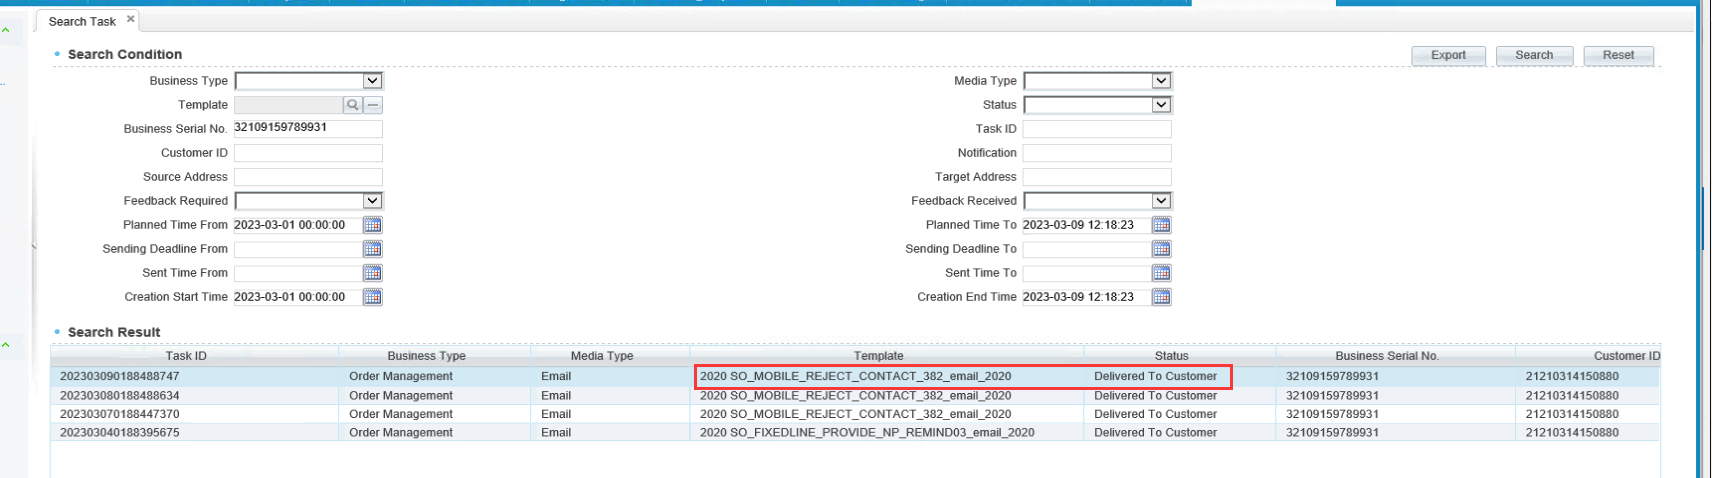 Search Task
Search Condition
Export Search Reset
Business Type Media Type
Template Status
Business Serial No. 32109159789931 Task ID
Customer ID Notification
Source Address Target Address
Feedback Required Feedback Received
Planned Time From 2023-03-01 00:00:00 Planned Time To 2023-03-09 12:18:23
Sending Deadline From Sending Deadline To
Sent Time From Sent Time To
Creation Start Time 2023-03-01 00:00:00 Creation End Time 2023-03-09 12:18:23
Search Result
Task ID Business Type Media Type Template Status Business Serial No. Customer ID
202303090188488747 Order Management Email 2020 SO_MOBILE_REJECT_CONTACT_382_email_2020 Delivered To Customer 32109159789931 21210314150880
202303080188488634 Order Management Email 2020 SO_MOBILE_REJECT_CONTACT_382_email_2020 Delivered To Customer 32109159789931 21210314150880
202303070188447370 Order Management Email 2020 SO_MOBILE_REJECT_CONTACT_382_email_2020 Delivered To Customer 32109159789931 21210314150880
202303040188395675 Order Management Email 2020 SO_FIXEDLINE_PROVIDE_NP_REMIND03_email_2020 Delivered To Customer 32109159789931 21210314150880